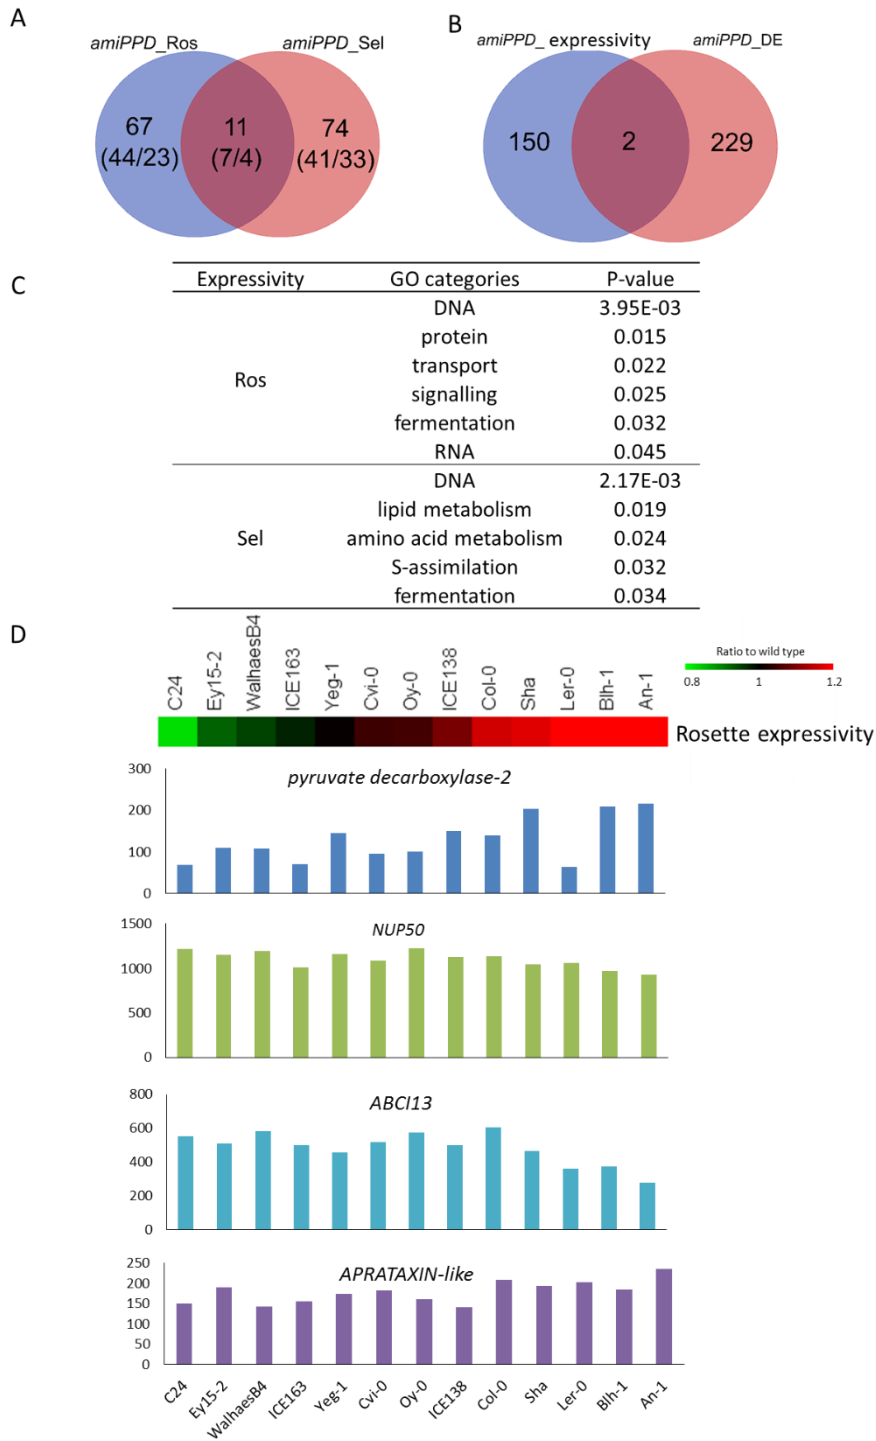 A
amiPPD_Ros
amiPPD_Sel
67
(44/23)
11
(7/4)
74
(41/33)
B
amiPPD_ expressivity
amiPPD_DE
150
2
229
C
Expressivity GO categories P-value
Ros
DNA 3.95E-03
protein 0.015
transport 0.022
signalling 0.025
fermentation 0.032
RNA 0.045
Sel
DNA 2.17E-03
lipid metabolism 0.019
amino acid metabolism 0.024
S-assimilation 0.032
fermentation 0.034
D
C24
Ey15-2
WalhaesB4
ICE163
Yeg-1
Cvi-0
Oy-0
ICE138
Col-0
Sha
Ler-0
Blh-1
An-1
Ratio to wild type
0.8 1 1.2
Rosette expressivity
pyruvate decarboxylase-2
300
200
100
0
NUP50
1500
1000
500
0
ABCI13
800
600
400
200
0
APRATAXIN-like
250
200
150
100
50
0
C24
Ey15-2
WalhaesB4
ICE163
Yeg-1
Cvi-0
Oy-0
ICE138
Col-0
Sha
Ler-0
Blh-1
An-1